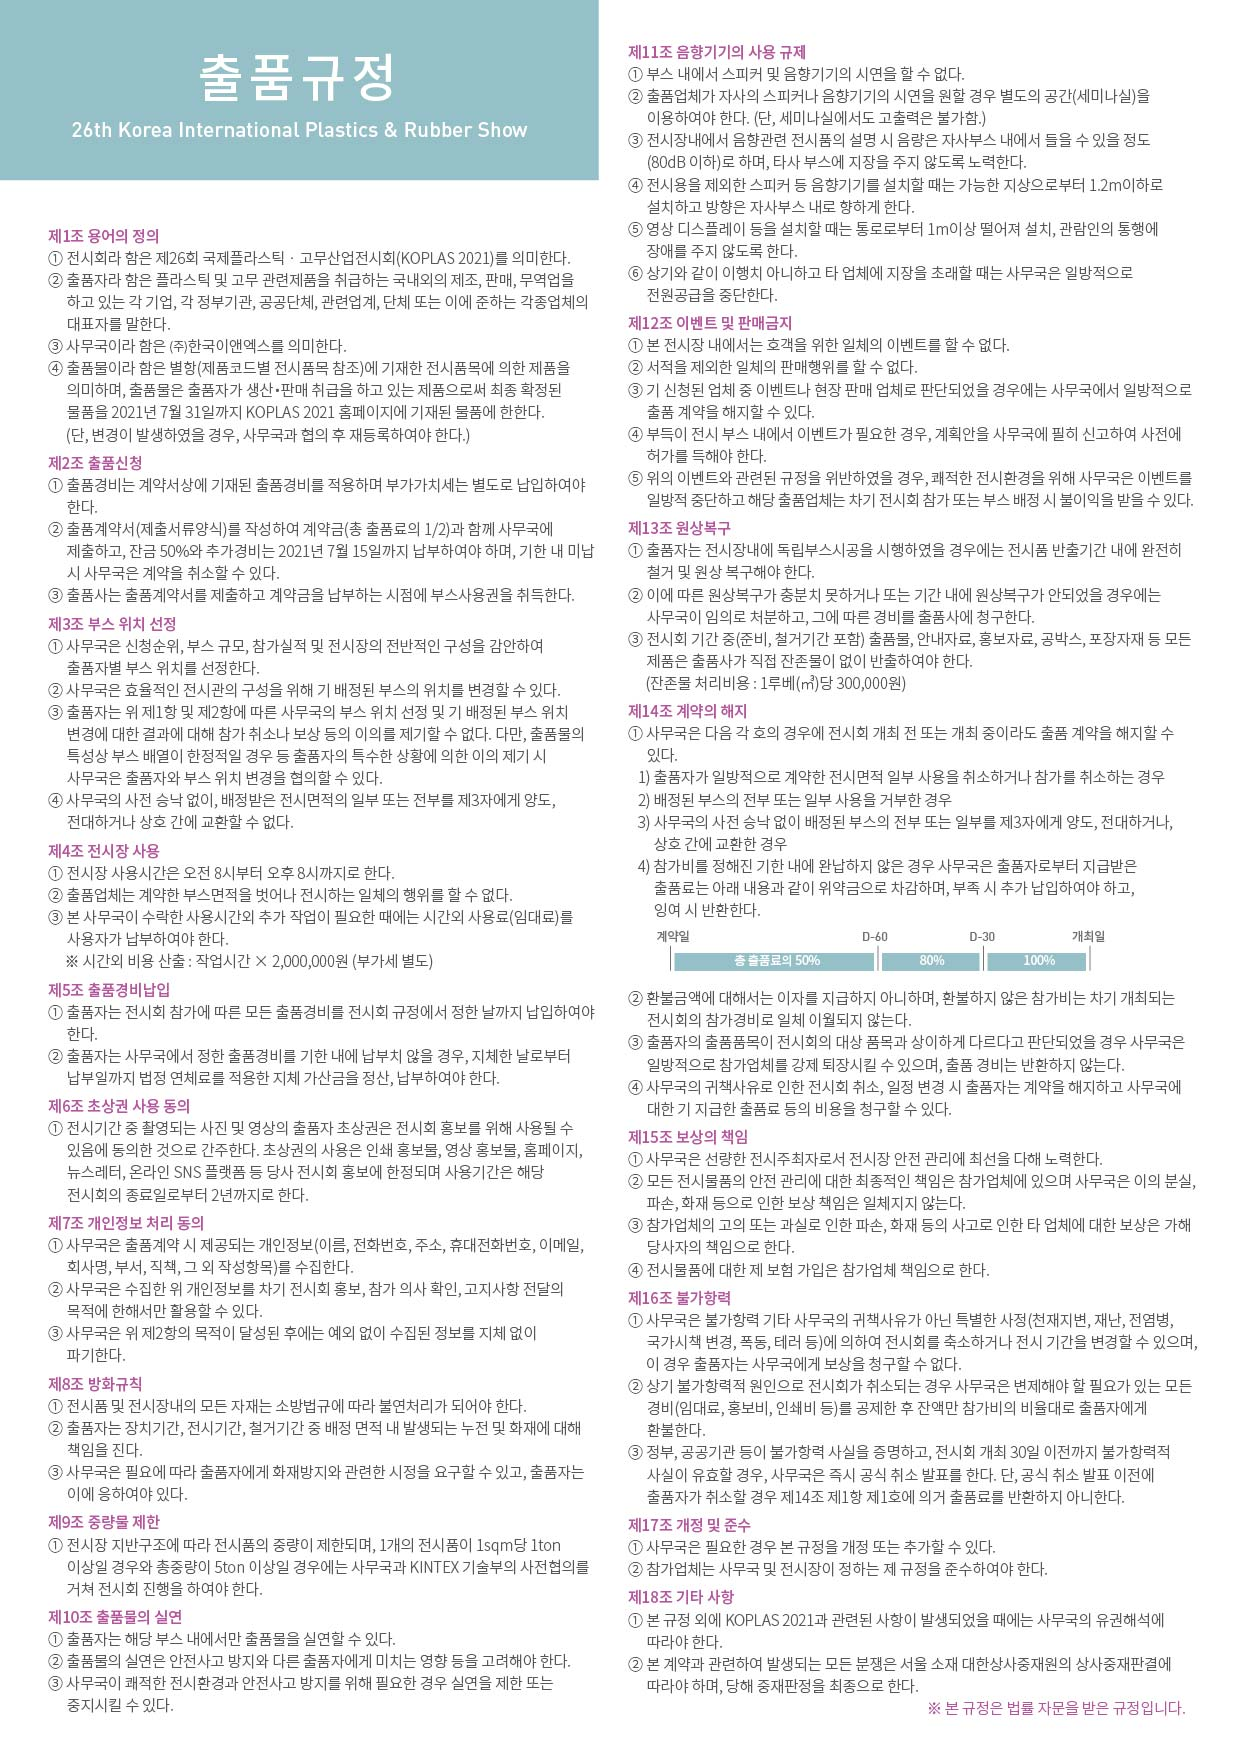 출품규정
26th Korea International Plastics & Rubber Show
제1조 용어의 정의
① 전시회라 함은 제26회 국제플라스틱 · 고무산업전시회(KOPLAS 2021)를 의미한다.
② 출품자라 함은 플라스틱 및 고무 관련제품을 취급하는 국내외의 제조, 판매, 무역업을
하고 있는 각 기업, 각 정부기관, 공공단체, 관련업계, 단체 또는 이에 준하는 각종업체의
대표자를 말한다.
③ 사무국이라 함은 ㈜한국이앤엑스를 의미한다.
④ 출품물이라 함은 별항(제품코드별 전시품목 참조)에 기재한 전시품목에 의한 제품을
의미하며, 출품물은 출품자가 생산·판매 취급을 하고 있는 제품으로써 최종 확정된
물품을 2021년 7월 31일까지 KOPLAS 2021 홈페이지에 기재된 물품에 한한다.
(단, 변경이 발생하였을 경우, 사무국과 협의 후 재등록하여야 한다.)
제2조 출품신청
① 출품경비는 계약서상에 기재된 출품경비를 적용하며 부가가치세는 별도로 납입하여야
한다.
② 출품계약서(제출서류양식)를 작성하여 계약금(총 출품료의 1/2)과 함께 사무국에
제출하고, 잔금 50%와 추가경비는 2021년 7월 15일까지 납부하여야 하며, 기한 내 미납
시 사무국은 계약을 취소할 수 있다.
③ 출품사는 출품계약서를 제출하고 계약금을 납부하는 시점에 부스사용권을 취득한다.
제3조 부스 위치 선정
① 사무국은 신청순위, 부스 규모, 참가실적 및 전시장의 전반적인 구성을 감안하여
출품자별 부스 위치를 선정한다.
② 사무국은 효율적인 전시관의 구성을 위해 기 배정된 부스의 위치를 변경할 수 있다.
③ 출품자는 위 제1항 및 제2항에 따른 사무국의 부스 위치 선정 및 기 배정된 부스 위치
변경에 대한 결과에 대해 참가 취소나 보상 등의 이의를 제기할 수 없다. 다만, 출품물의
특성상 부스 배열이 한정적일 경우 등 출품자의 특수한 상황에 의한 이의 제기 시
사무국은 출품자와 부스 위치 변경을 협의할 수 있다.
④ 사무국의 사전 승낙 없이, 배정받은 전시면적의 일부 또는 전부를 제3자에게 양도,
전대하거나 상호 간에 교환할 수 없다.
제4조 전시장 사용
① 전시장 사용시간은 오전 8시부터 오후 8시까지로 한다.
② 출품업체는 계약한 부스면적을 벗어나 전시하는 일체의 행위를 할 수 없다.
③ 본 사무국이 수락한 사용시간외 추가 작업이 필요한 때에는 시간외 사용료(임대료)를
사용자가 납부하여야 한다.
※ 시간외 비용 산출 : 작업시간 × 2,000,000원 (부가세 별도)
제5조 출품경비납입
① 출품자는 전시회 참가에 따른 모든 출품경비를 전시회 규정에서 정한 날까지 납입하여야
한다.
② 출품자는 사무국에서 정한 출품경비를 기한 내에 납부치 않을 경우, 지체한 날로부터
납부일까지 법정 연체료를 적용한 지체 가산금을 정산, 납부하여야 한다.
제6조 초상권 사용 동의
① 전시기간 중 촬영되는 사진 및 영상의 출품자 초상권은 전시회 홍보를 위해 사용될 수
있음에 동의한 것으로 간주한다. 초상권의 사용은 인쇄 홍보물, 영상 홍보물, 홈페이지,
뉴스레터, 온라인 SNS 플랫폼 등 당사 전시회 홍보에 한정되며 사용기간은 해당
전시회의 종료일로부터 2년까지로 한다.
제7조 개인정보 처리 동의
① 사무국은 출품계약 시 제공되는 개인정보(이름, 전화번호, 주소, 휴대전화번호, 이메일,
회사명, 부서, 직책, 그 외 작성항목)를 수집한다.
② 사무국은 수집한 위 개인정보를 차기 전시회 홍보, 참가 의사 확인, 고지사항 전달의
목적에 한해서만 활용할 수 있다.
③ 사무국은 위 제2항의 목적이 달성된 후에는 예외 없이 수집된 정보를 지체 없이
파기한다.
제8조 방화규칙
① 전시품 및 전시장내의 모든 자재는 소방법규에 따라 불연처리가 되어야 한다.
② 출품자는 장치기간, 전시기간, 철거기간 중 배정 면적 내 발생되는 누전 및 화재에 대해
책임을 진다.
③ 사무국은 필요에 따라 출품자에게 화재방지와 관련한 시정을 요구할 수 있고, 출품자는
이에 응하여야 있다.
제9조 중량물 제한
① 전시장 지반구조에 따라 전시품의 중량이 제한되며, 1개의 전시품이 1sqm당 1ton
이상일 경우와 총중량이 5ton 이상일 경우에는 사무국과 KINTEX 기술부의 사전협의를
거쳐 전시회 진행을 하여야 한다.
제10조 출품물의 실연
① 출품자는 해당 부스 내에서만 출품물을 실연할 수 있다.
② 출품물의 실연은 안전사고 방지와 다른 출품자에게 미치는 영향 등을 고려해야 한다.
③ 사무국이 쾌적한 전시환경과 안전사고 방지를 위해 필요한 경우 실연을 제한 또는
중지시킬 수 있다.
제11조 음향기기의 사용 규제
① 부스 내에서 스피커 및 음향기기의 시연을 할 수 없다.
② 출품업체가 자사의 스피커나 음향기기의 시연을 원할 경우 별도의 공간(세미나실)을
이용하여야 한다. (단, 세미나실에서도 고출력은 불가함.)
③ 전시장내에서 음향관련 전시품의 설명 시 음량은 자사부스 내에서 들을 수 있을 정도
(80dB 이하)로 하며, 타사 부스에 지장을 주지 않도록 노력한다.
④ 전시용을 제외한 스피커 등 음향기기를 설치할 때는 가능한 지상으로부터 1.2m이하로
설치하고 방향은 자사부스 내로 향하게 한다.
⑤ 영상 디스플레이 등을 설치할 때는 통로로부터 1m이상 떨어져 설치, 관람인의 통행에
장애를 주지 않도록 한다.
⑥ 상기와 같이 이행치 아니하고 타 업체에 지장을 초래할 때는 사무국은 일방적으로
전원공급을 중단한다.
제12조 이벤트 및 판매금지
① 본 전시장 내에서는 호객을 위한 일체의 이벤트를 할 수 없다.
② 서적을 제외한 일체의 판매행위를 할 수 없다.
③ 기 신청된 업체 중 이벤트나 현장 판매 업체로 판단되었을 경우에는 사무국에서 일방적으로
출품 계약을 해지할 수 있다.
④ 부득이 전시 부스 내에서 이벤트가 필요한 경우, 계획안을 사무국에 필히 신고하여 사전에
허가를 득해야 한다.
⑤ 위의 이벤트와 관련된 규정을 위반하였을 경우, 쾌적한 전시환경을 위해 사무국은 이벤트를
일방적 중단하고 해당 출품업체는 차기 전시회 참가 또는 부스 배정 시 불이익을 받을 수 있다.
제13조 원상복구
① 출품자는 전시장내에 독립부스시공을 시행하였을 경우에는 전시품 반출기간 내에 완전히
철거 및 원상 복구해야 한다.
② 이에 따른 원상복구가 충분치 못하거나 또는 기간 내에 원상복구가 안되었을 경우에는
사무국이 임의로 처분하고, 그에 따른 경비를 출품사에 청구한다.
③ 전시회 기간 중(준비, 철거기간 포함) 출품물, 안내자료, 홍보자료, 공박스, 포장자재 등 모든
제품은 출품사가 직접 잔존물이 없이 반출하여야 한다.
(잔존물 처리비용 : 1루베(㎥)당 300,000원)
제14조 계약의 해지
① 사무국은 다음 각 호의 경우에 전시회 개최 전 또는 개최 중이라도 출품 계약을 해지할 수
있다.
1) 출품자가 일방적으로 계약한 전시면적 일부 사용을 취소하거나 참가를 취소하는 경우
2) 배정된 부스의 전부 또는 일부 사용을 거부한 경우
3) 사무국의 사전 승낙 없이 배정된 부스의 전부 또는 일부를 제3자에게 양도, 전대하거나,
상호 간에 교환한 경우
4) 참가비를 정해진 기한 내에 완납하지 않은 경우 사무국은 출품자로부터 지급받은
출품료는 아래 내용과 같이 위약금으로 차감하며, 부족 시 추가 납입하여야 하고,
잉여 시 반환한다.
계약일 D-60 D-30 개최일
총 출품료의 50% 80% 100%
② 환불금액에 대해서는 이자를 지급하지 아니하며, 환불하지 않은 참가비는 차기 개최되는
전시회의 참가경비로 일체 이월되지 않는다.
③ 출품자의 출품품목이 전시회의 대상 품목과 상이하게 다르다고 판단되었을 경우 사무국은
일방적으로 참가업체를 강제 퇴장시킬 수 있으며, 출품 경비는 반환하지 않는다.
④ 사무국의 귀책사유로 인한 전시회 취소, 일정 변경 시 출품자는 계약을 해지하고 사무국에
대한 기 지급한 출품료 등의 비용을 청구할 수 있다.
제15조 보상의 책임
① 사무국은 선량한 전시주최자로서 전시장 안전 관리에 최선을 다해 노력한다.
② 모든 전시물품의 안전 관리에 대한 최종적인 책임은 참가업체에 있으며 사무국은 이의 분실,
파손, 화재 등으로 인한 보상 책임은 일체지지 않는다.
③ 참가업체의 고의 또는 과실로 인한 파손, 화재 등의 사고로 인한 타 업체에 대한 보상은 가해
당사자의 책임으로 한다.
④ 전시물품에 대한 제 보험 가입은 참가업체 책임으로 한다.
제16조 불가항력
① 사무국은 불가항력 기타 사무국의 귀책사유가 아닌 특별한 사정(천재지변, 재난, 전염병,
국가시책 변경, 폭동, 테러 등)에 의하여 전시회를 축소하거나 전시 기간을 변경할 수 있으며,
이 경우 출품자는 사무국에게 보상을 청구할 수 없다.
② 상기 불가항력적 원인으로 전시회가 취소되는 경우 사무국은 변제해야 할 필요가 있는 모든
경비(임대료, 홍보비, 인쇄비 등)를 공제한 후 잔액만 참가비의 비율대로 출품자에게
환불한다.
③ 정부, 공공기관 등이 불가항력 사실을 증명하고, 전시회 개최 30일 이전까지 불가항력적
사실이 유효할 경우, 사무국은 즉시 공식 취소 발표를 한다. 단, 공식 취소 발표 이전에
출품자가 취소할 경우 제14조 제1항 제1호에 의거 출품료를 반환하지 아니한다.
제17조 개정 및 준수
① 사무국은 필요한 경우 본 규정을 개정 또는 추가할 수 있다.
② 참가업체는 사무국 및 전시장이 정하는 제 규정을 준수하여야 한다.
제18조 기타 사항
① 본 규정 외에 KOPLAS 2021과 관련된 사항이 발생되었을 때에는 사무국의 유권해석에
따라야 한다.
② 본 계약과 관련하여 발생되는 모든 분쟁은 서울 소재 대한상사중재원의 상사중재판결에
따라야 하며, 당해 중재판정을 최종으로 한다.
※ 본 규정은 법률 자문을 받은 규정입니다.